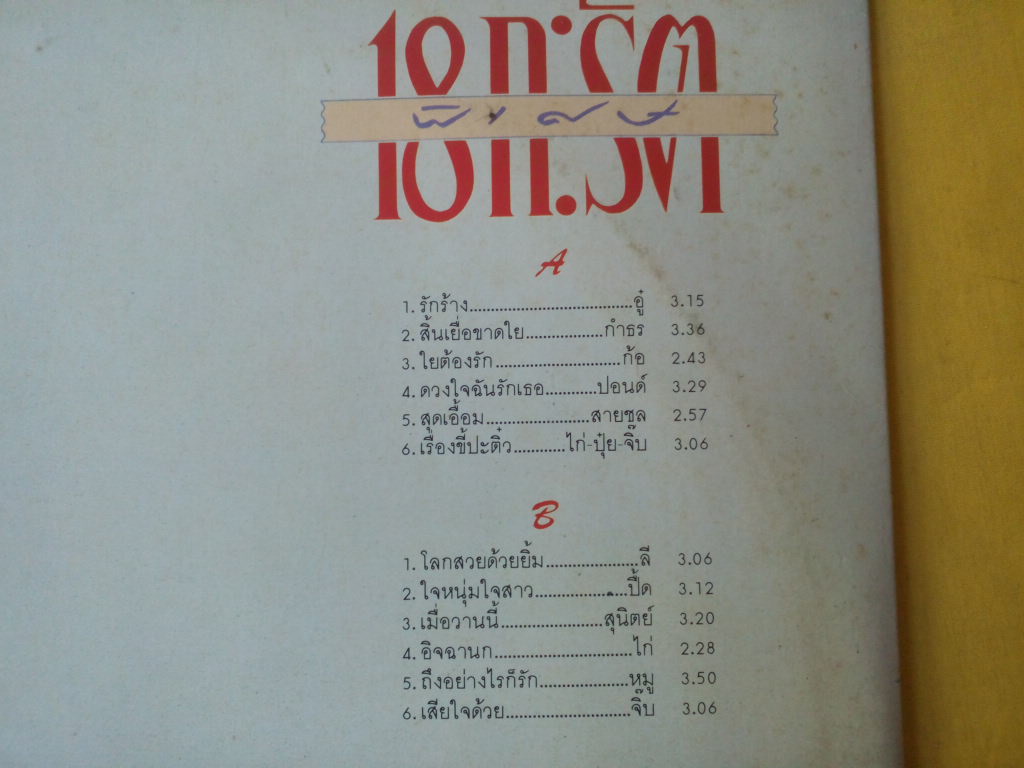 18 กะรัต
พิเศษ
A
1. รักร้าง................................อู๋ 3.15
2. สิ้นเยื่อขาดใย...............กำธร 3.36
3. ใยต้องรัก.........................ก้อ 2.43
4. ดวงใจฉันรักเธอ..........ปอนด์ 3.29
5. สุดเอื้อม.....................สายชล 2.57
6. เรื่องขี้ปะติ๋ว...........ไก่-ปุ๋ย-จิ๊บ 3.06
B
1. โลกสวยด้วยยิ้ม...................ลี 3.06
2. ใจหนุ่มใจสาว...................ปื้ด 3.12
3. เมื่อวานนี้.....................สุนิตย์ 3.20
4. อิจฉานก............................ไก่ 2.28
5. ถึงอย่างไรก็รัก..................หมู 3.50
6. เสียใจด้วย.........................จิ๊บ 3.06